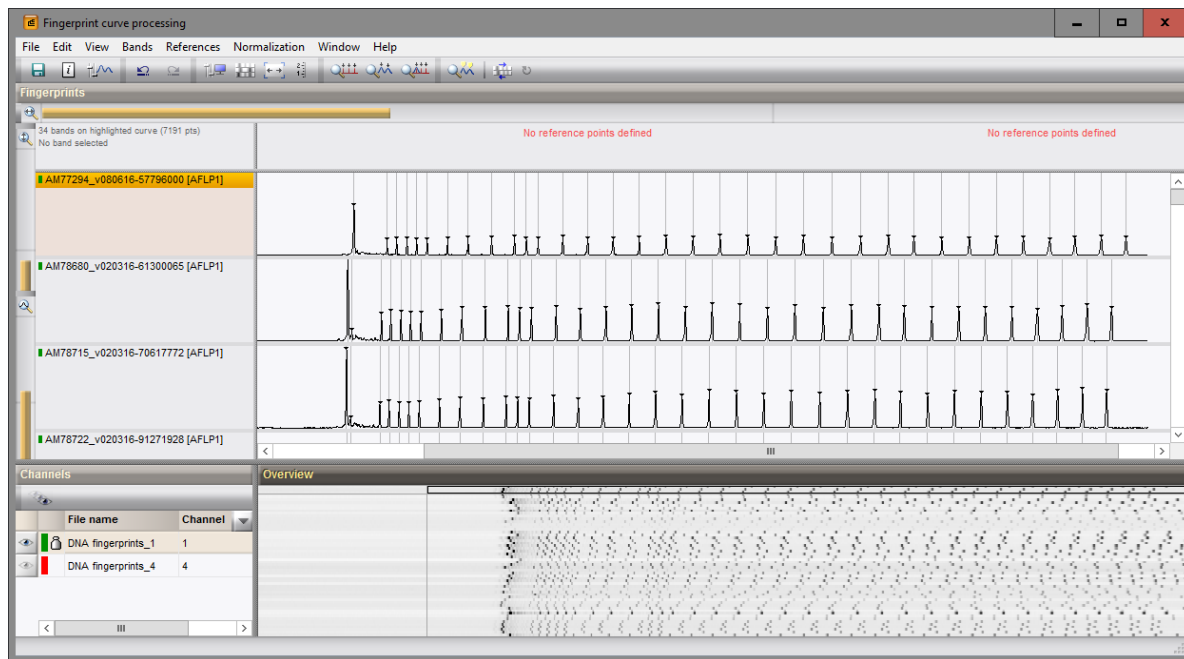 Fingerprint curve processing
File Edit View Bands References Normalization Window Help
Fingerprints
34 bands on highlighted curve (7191 pts)
No band selected
No reference points defined
No reference points defined
AM77294_v080616-57796000 [AFLP1]
AM78680_v020316-61300065 [AFLP1]
AM78715_v020316-70617772 [AFLP1]
AM78722_v020316-91271928 [AFLP1]
Channels
Overview
File name Channel
DNA fingerprints_1 1
DNA fingerprints_4 4